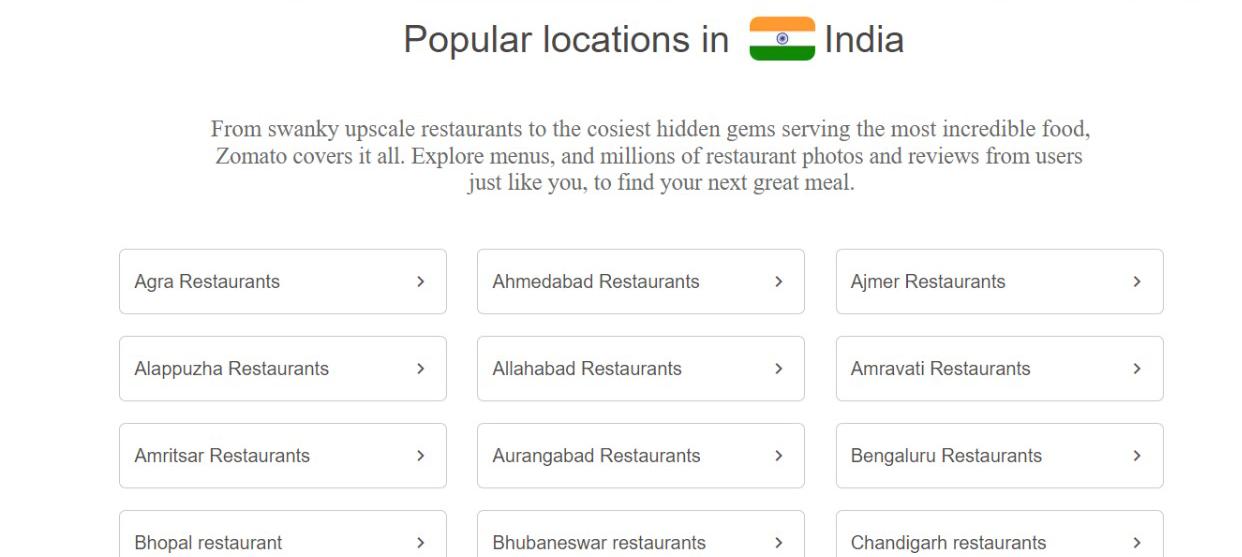 Popular locations in India
From swanky upscale restaurants to the cosiest hidden gems serving the most incredible food,
Zomato covers it all. Explore menus, and millions of restaurant photos and reviews from users
just like you, to find your next great meal.
Agra Restaurants
Ahmedabad Restaurants
Ajmer Restaurants
Alappuzha Restaurants
Allahabad Restaurants
Amravati Restaurants
Amritsar Restaurants
Aurangabad Restaurants
Bengaluru Restaurants
Bhopal restaurant
Bhubaneswar restaurants
Chandigarh restaurants